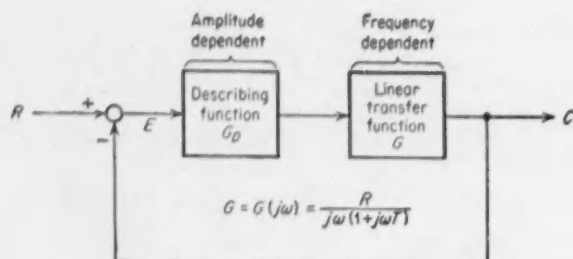 Amplitude
dependent
Frequency
dependent
R
+
-
E
Describing
function
G_D
Linear
transfer
function
G
C
G = G(jω) = R / jω(1+jωT)